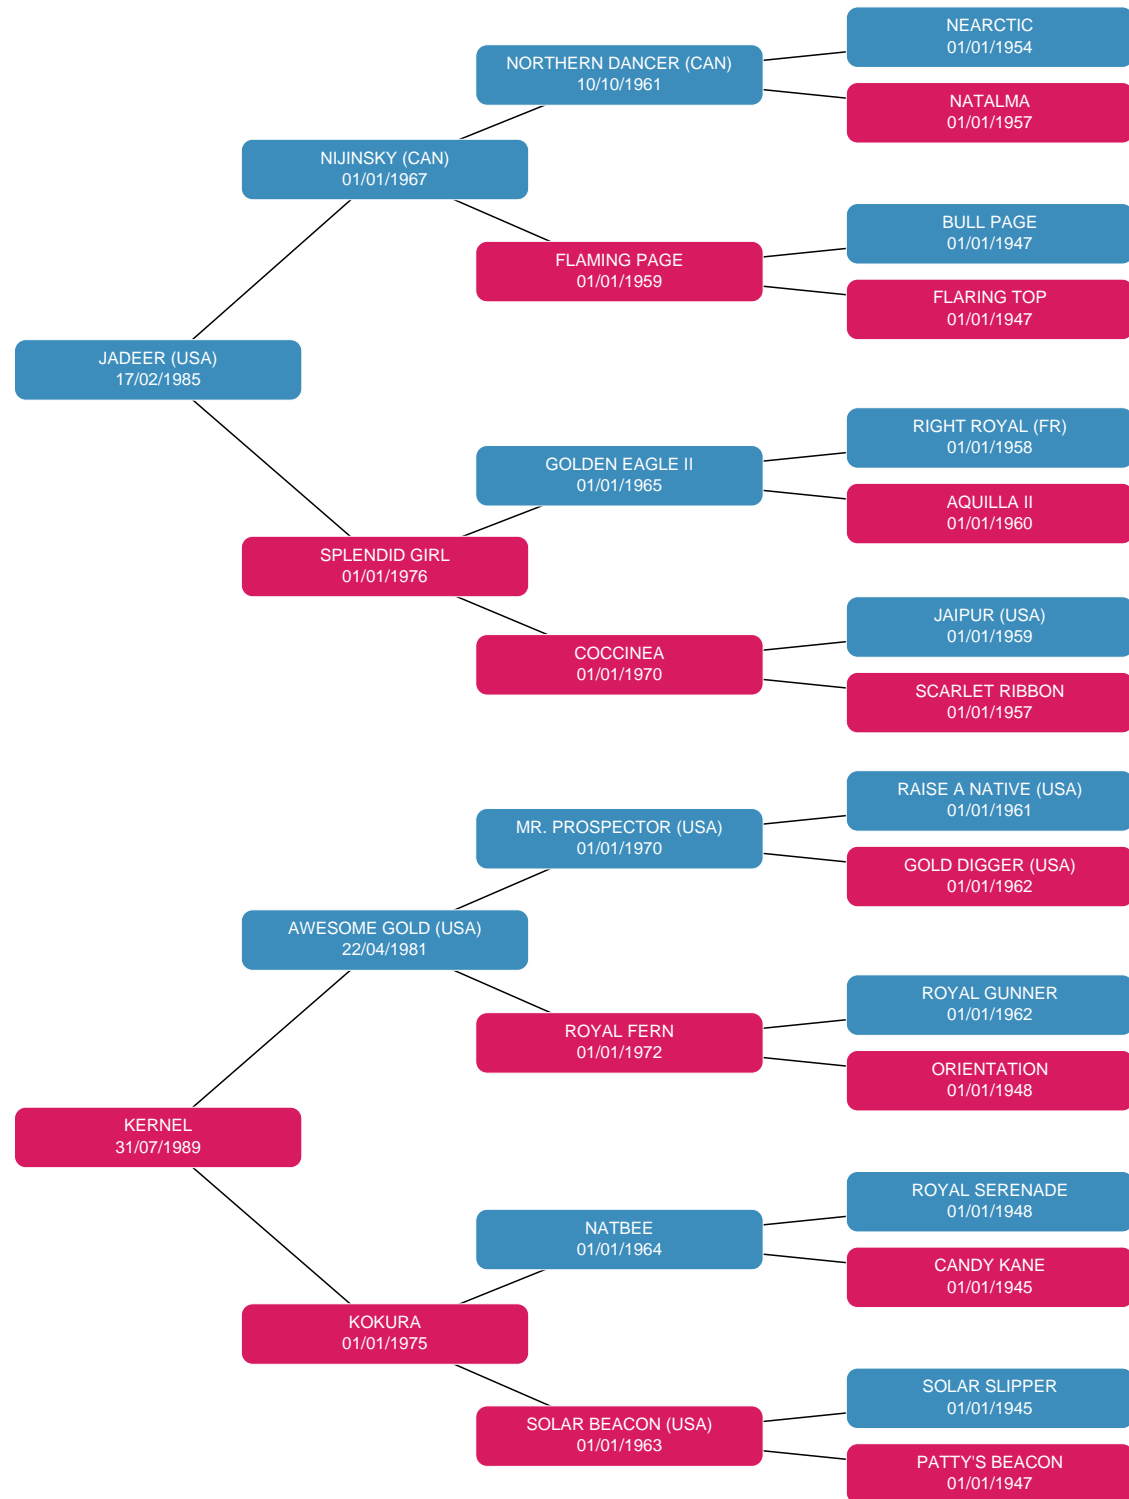 NEARCTIC
01/01/1954
NORTHERN DANCER (CAN)
10/10/1961
NATALMA
01/01/1957
NIJINSKY (CAN)
01/01/1967
BULL PAGE
01/01/1947
FLAMING PAGE
01/01/1959
FLARING TOP
01/01/1947
JADEER (USA)
17/02/1985
RIGHT ROYAL (FR)
01/01/1958
GOLDEN EAGLE II
01/01/1965
AQUILLA II
01/01/1960
SPLENDID GIRL
01/01/1976
JAIPUR (USA)
01/01/1959
COCCINEA
01/01/1970
SCARLET RIBBON
01/01/1957
RAISE A NATIVE (USA)
01/01/1961
MR. PROSPECTOR (USA)
01/01/1970
GOLD DIGGER (USA)
01/01/1962
AWESOME GOLD (USA)
22/04/1981
ROYAL GUNNER
01/01/1962
ROYAL FERN
01/01/1972
ORIENTATION
01/01/1948
KERNEL
31/07/1989
ROYAL SERENADE
01/01/1948
NATBEE
01/01/1964
CANDY KANE
01/01/1945
KOKURA
01/01/1975
SOLAR SLIPPER
01/01/1945
SOLAR BEACON (USA)
01/01/1963
PATTY'S BEACON
01/01/1947